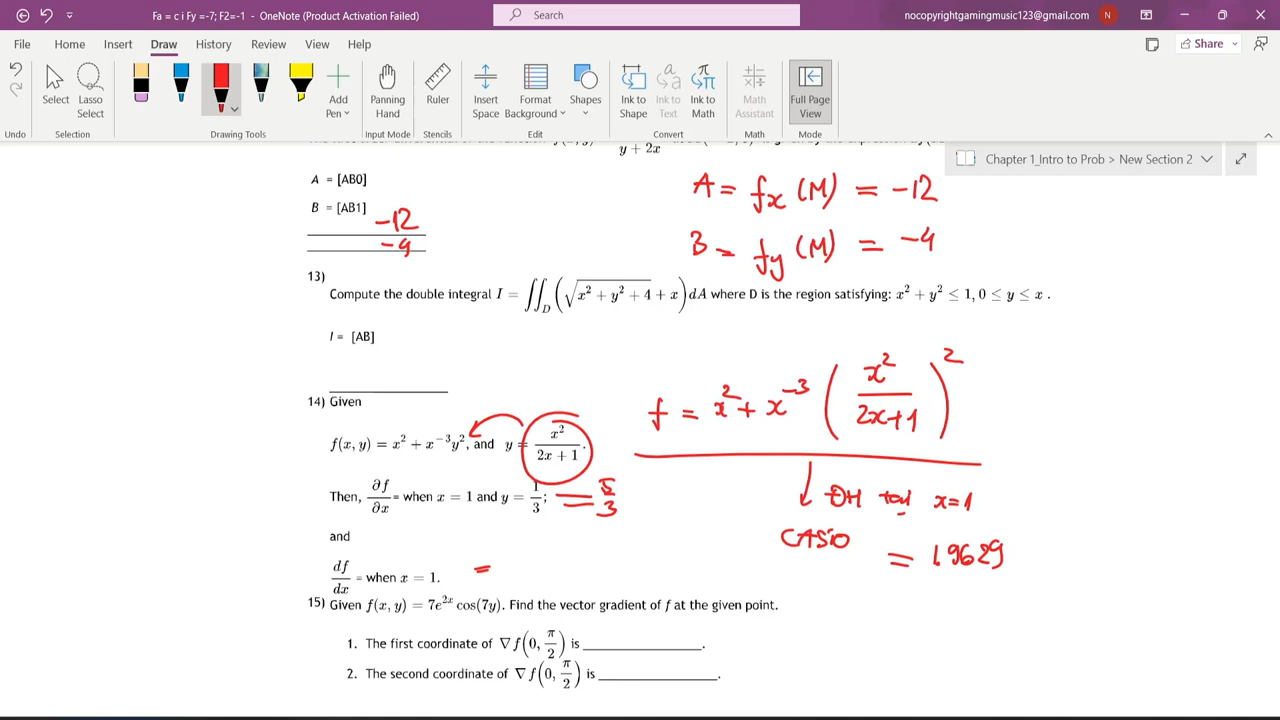 Fa = c i Fy =-7; F2=-1 - OneNote (Product Activation Failed)
Search
nocopyrightgamingmusic123@gmail.com
N
File Home Insert Draw History Review View Help
Share
Select
Lasso Select
Add Pen
Panning Hand
Ruler
Insert Space
Format Background
Shapes
Ink to Shape
Ink to Text
Ink to Math
Math Assistant
Full Page View
Undo Selection Drawing Tools Input Mode Stencils Edit Convert Math Mode
Chapter 1_Intro to Prob > New Section 2
y + 2x
A = [AB0]
B = [AB1]
-12
-4
A = fx (M) = -12
B = fy (M) = -4
13)
Compute the double integral I = ∬_D (√(x² + y² + 4) + x) dA where D is the region satisfying: x² + y² ≤ 1, 0 ≤ y ≤ x .
I = [AB]
14) Given
f(x, y) = x² + x⁻³y², and y = x²/(2x + 1).
f = x² + x⁻³ (x²/(2x+1))²
Then, ∂f/∂x = when x = 1 and y = 1/3; = 5/3
ĐH tại x=1
CASIO = 1.9629
and
df/dx = when x = 1. =
15) Given f(x, y) = 7e²ˣ cos(7y). Find the vector gradient of f at the given point.
1. The first coordinate of ∇f(0, π/2) is ____________.
2. The second coordinate of ∇f(0, π/2) is ____________.